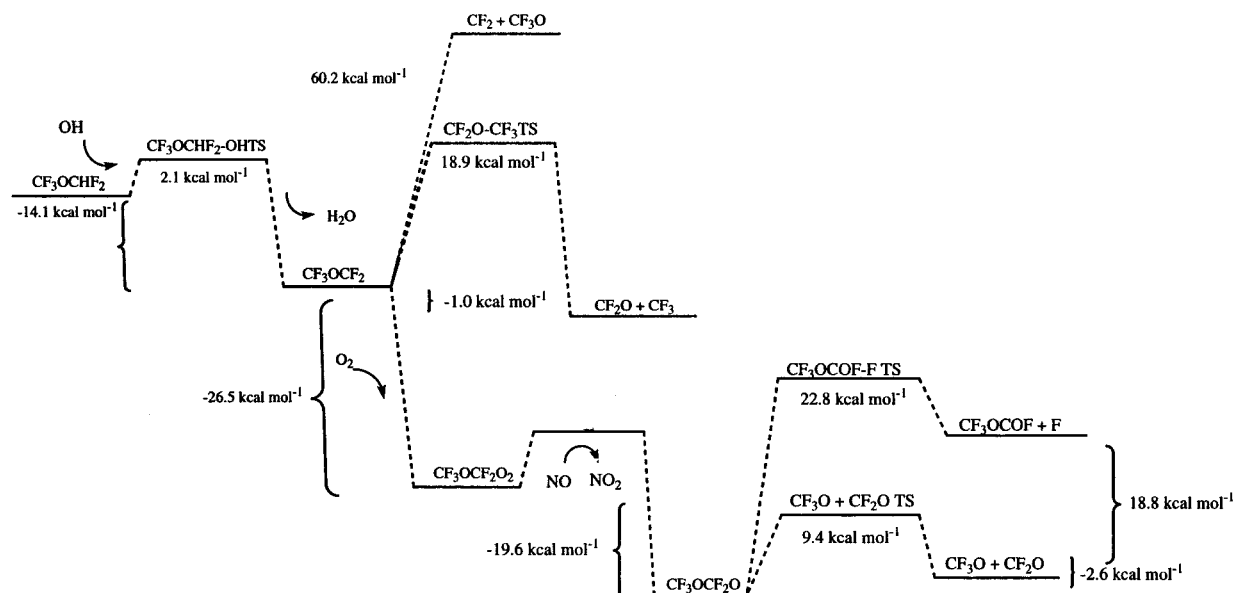 CF₂ + CF₃O
60.2 kcal mol⁻¹
OH
CF₃OCHF₂-OHTS
CF₂O-CF₃TS
2.1 kcal mol⁻¹
18.9 kcal mol⁻¹
CF₃OCHF₂
-14.1 kcal mol⁻¹
H₂O
CF₃OCF₂
-1.0 kcal mol⁻¹
CF₂O + CF₃
O₂
-26.5 kcal mol⁻¹
CF₃OCOF-F TS
22.8 kcal mol⁻¹
CF₃OCOF + F
CF₃OCF₂O₂
NO NO₂
18.8 kcal mol⁻¹
CF₃O + CF₂O TS
9.4 kcal mol⁻¹
-19.6 kcal mol⁻¹
CF₃O + CF₂O
-2.6 kcal mol⁻¹
CF₃OCF₂O